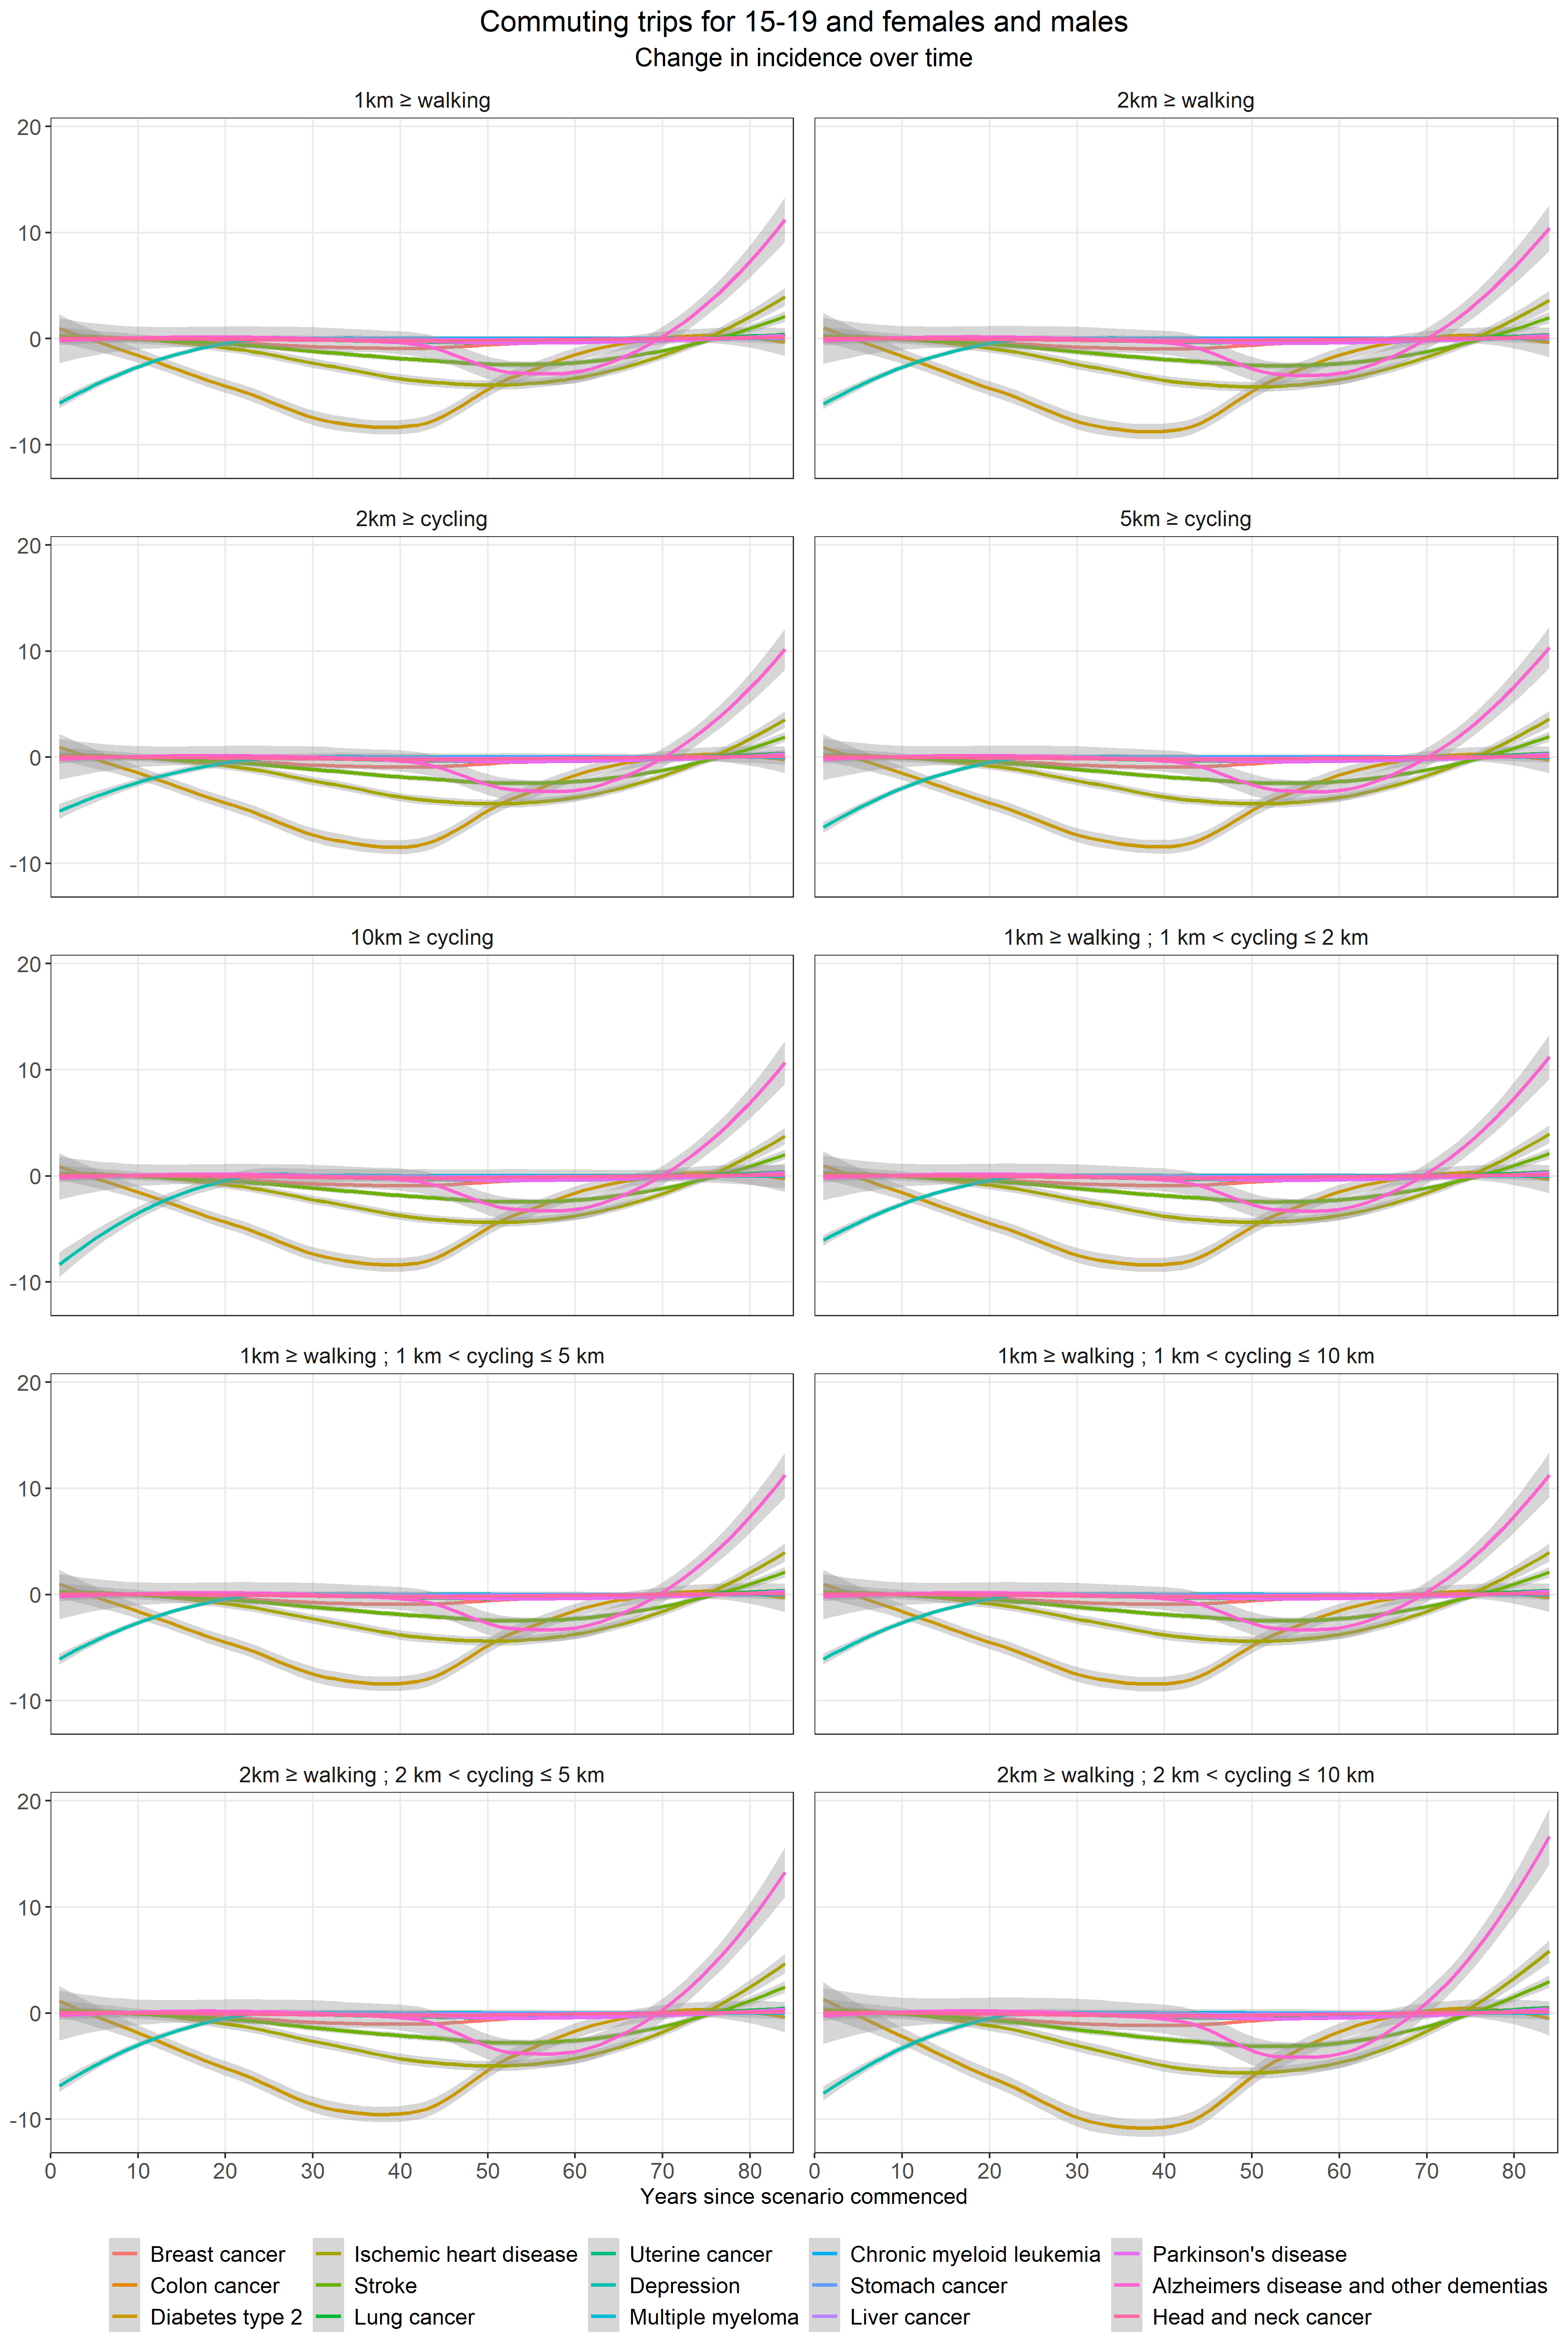 Commuting trips for 15-19 and females and males
Change in incidence over time
1km ≥ walking
2km ≥ walking
20
10
0
-10
2km ≥ cycling
5km ≥ cycling
20
10
0
-10
10km ≥ cycling
1km ≥ walking ; 1 km < cycling ≤ 2 km
20
10
0
-10
1km ≥ walking ; 1 km < cycling ≤ 5 km
1km ≥ walking ; 1 km < cycling ≤ 10 km
20
10
0
-10
2km ≥ walking ; 2 km < cycling ≤ 5 km
2km ≥ walking ; 2 km < cycling ≤ 10 km
20
10
0
-10
0 10 20 30 40 50 60 70 80
0 10 20 30 40 50 60 70 80
Years since scenario commenced
Breast cancer
Colon cancer
Diabetes type 2
Ischemic heart disease
Stroke
Lung cancer
Uterine cancer
Depression
Multiple myeloma
Chronic myeloid leukemia
Stomach cancer
Liver cancer
Parkinson's disease
Alzheimers disease and other dementias
Head and neck cancer